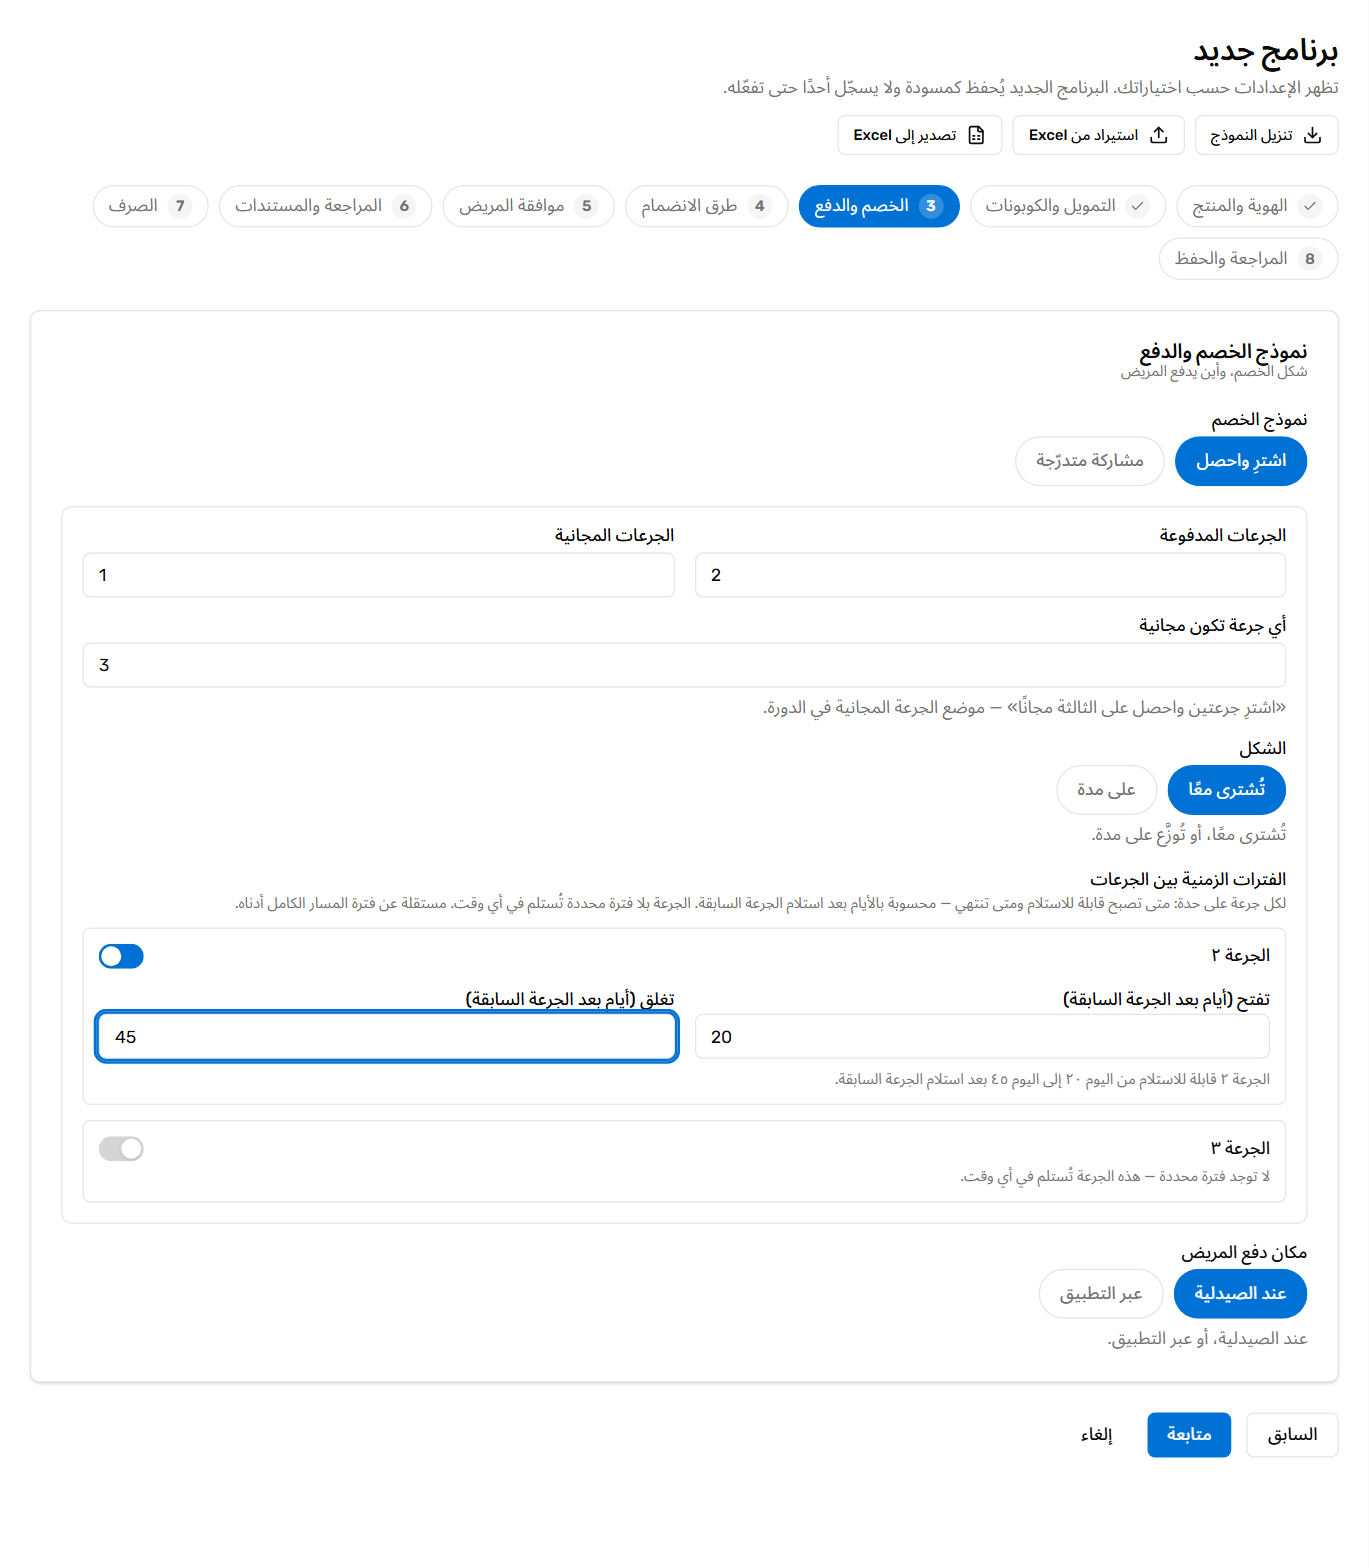 برنامج جديد
تظهر الإعدادات حسب اختياراتك. البرنامج الجديد يُحفظ كمسودة ولا يسجّل أحدًا حتى تفعّله.
تنزيل النموذج
استيراد من Excel
تصدير إلى Excel
الهوية والمنتج
التمويل والكوبونات
3 الخصم والدفع
4 طرق الانضمام
5 موافقة المريض
6 المراجعة والمستندات
7 الصرف
8 المراجعة والحفظ
نموذج الخصم والدفع
شكل الخصم، وأين يدفع المريض
نموذج الخصم
اشترِ واحصل
مشاركة متدرّجة
الجرعات المدفوعة
2
الجرعات المجانية
1
أي جرعة تكون مجانية
3
«اشترِ جرعتين واحصل على الثالثة مجانًا» – موضع الجرعة المجانية في الدورة.
الشكل
تُشترى معًا
على مدة
تُشترى معًا، أو تُوزَّع على مدة.
الفترات الزمنية بين الجرعات
لكل جرعة على حدة: متى تصبح قابلة للاستلام ومتى تنتهي – محسوبة بالأيام بعد استلام الجرعة السابقة. الجرعة بلا فترة محددة تُستلم في أي وقت. مستقلة عن فترة المسار الكامل أدناه.
الجرعة ٢
تفتح (أيام بعد الجرعة السابقة)
20
تغلق (أيام بعد الجرعة السابقة)
45
الجرعة ٢ قابلة للاستلام من اليوم ٢٠ إلى اليوم ٤٥ بعد استلام الجرعة السابقة.
الجرعة ٣
لا توجد فترة محددة – هذه الجرعة تُستلم في أي وقت.
مكان دفع المريض
عند الصيدلية
عبر التطبيق
عند الصيدلية، أو عبر التطبيق.
السابق
متابعة
إلغاء